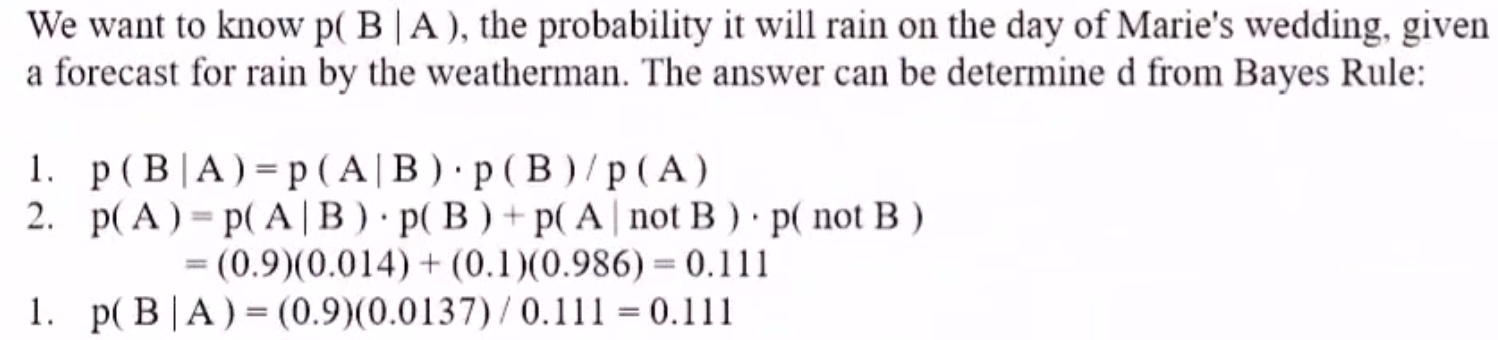 We want to know p( B | A ), the probability it will rain on the day of Marie's wedding, given
a forecast for rain by the weatherman. The answer can be determine d from Bayes Rule:
1. p ( B | A ) = p ( A | B ) · p ( B ) / p ( A )
2. p( A ) = p( A | B ) · p( B ) + p( A | not B ) · p( not B )
= (0.9)(0.014) + (0.1)(0.986) = 0.111
1. p( B | A ) = (0.9)(0.0137) / 0.111 = 0.111